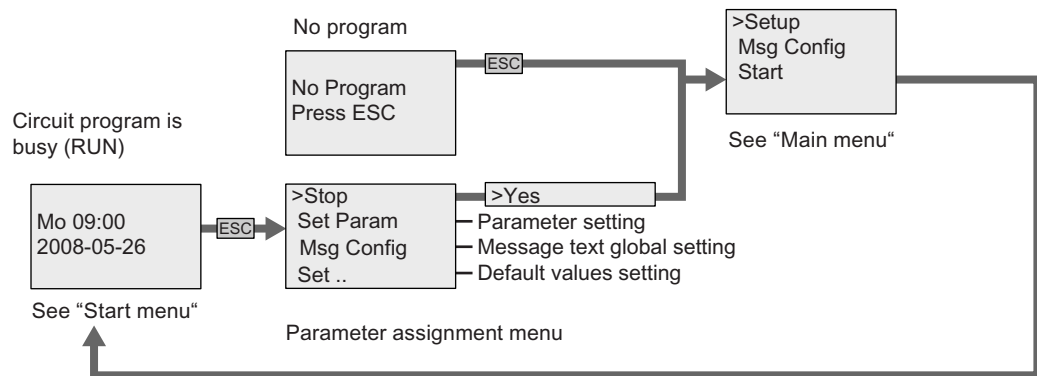 No program
No Program
Press ESC
ESC
>Setup
Msg Config
Start
See "Main menu“
Circuit program is
busy (RUN)
Mo 09:00
2008-05-26
See “Start menu“
ESC
>Stop
Set Param
Msg Config
Set ..
>Yes
Parameter setting
Message text global setting
Default values setting
Parameter assignment menu